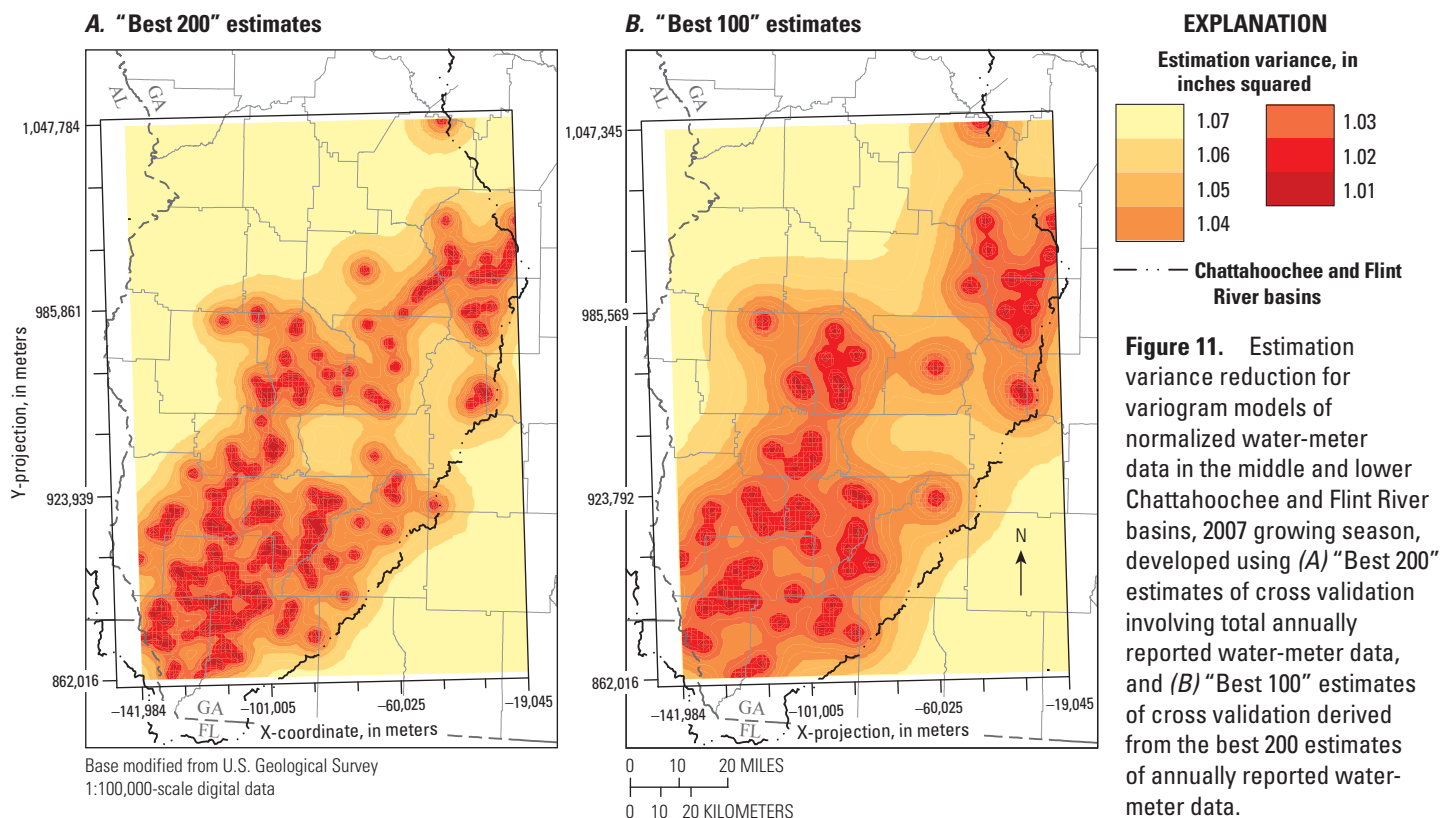 A. “Best 200” estimates
GA
AL
1,047,784
985,861
923,939
862,016
Y-projection, in meters
–141,984
–101,005
–60,025
–19,045
GA
FL
X-coordinate, in meters
Base modified from U.S. Geological Survey
1:100,000-scale digital data
B. “Best 100” estimates
GA
AL
1,047,345
985,569
923,792
862,016
N
–141,984
–101,005
–60,025
–19,045
GA
FL
X-projection, in meters
0 10 20 MILES
0 10 20 KILOMETERS
EXPLANATION
Estimation variance, in
inches squared
1.07
1.06
1.05
1.04
1.03
1.02
1.01
Chattahoochee and Flint
River basins
Figure 11. Estimation
variance reduction for
variogram models of
normalized water-meter
data in the middle and lower
Chattahoochee and Flint River
basins, 2007 growing season,
developed using (A) “Best 200”
estimates of cross validation
involving total annually
reported water-meter data,
and (B) “Best 100” estimates
of cross validation derived
from the best 200 estimates
of annually reported water-
meter data.